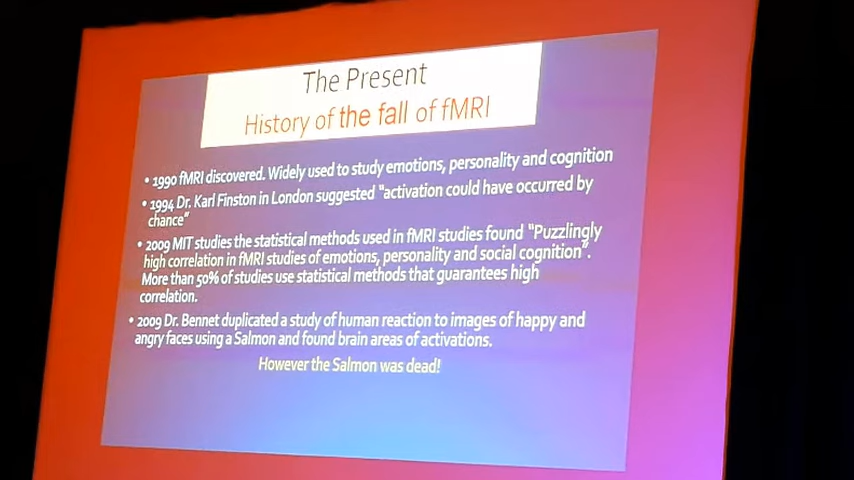 The Present
History of the fall of fMRI
• 1990 fMRI discovered. Widely used to study emotions, personality and cognition
• 1994 Dr. Karl Finston in London suggested "activation could have occurred by
chance"
• 2009 MIT studies the statistical methods used in fMRI studies found "Puzzlingly
high correlation in fMRI studies of emotions, personality and social cognition".
More than 50% of studies use statistical methods that guarantees high
correlation.
• 2009 Dr. Bennet duplicated a study of human reaction to images of happy and
angry faces using a Salmon and found brain areas of activations.
However the Salmon was dead!